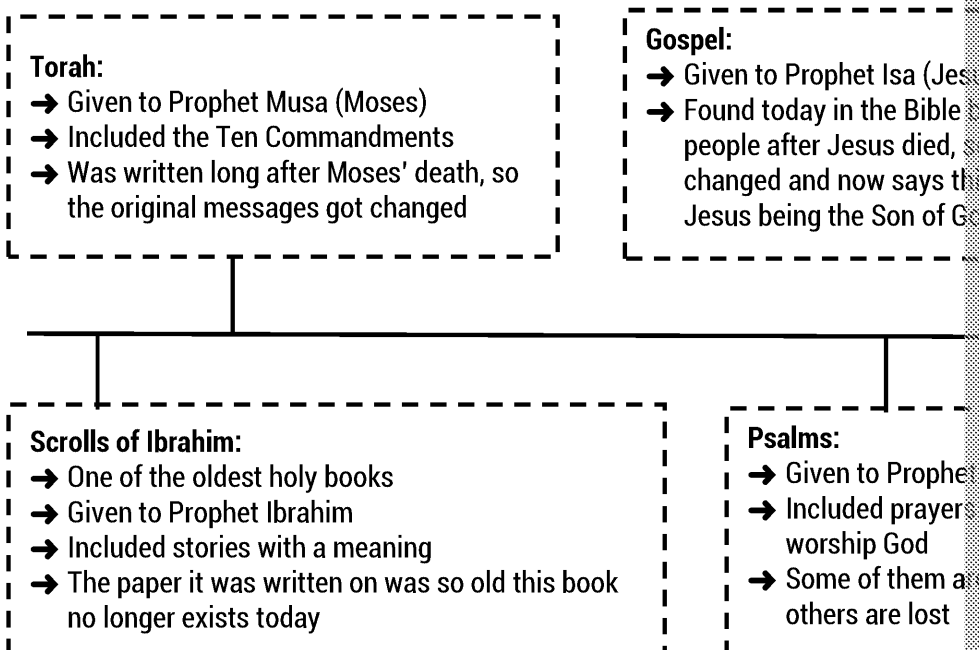 Torah:
➔ Given to Prophet Musa (Moses)
➔ Included the Ten Commandments
➔ Was written long after Moses' death, so
the original messages got changed
Gospel:
➔ Given to Prophet Isa
➔ Found today in the Bible
people after Jesus died,
changed and now says
Jesus being the Son of
Scrolls of Ibrahim:
➔ One of the oldest holy books
➔ Given to Prophet Ibrahim
➔ Included stories with a meaning
➔ The paper it was written on was so old this book
no longer exists today
Psalms:
➔ Given to Prophet
➔ Included
worship God
➔ Some of them
others are lost